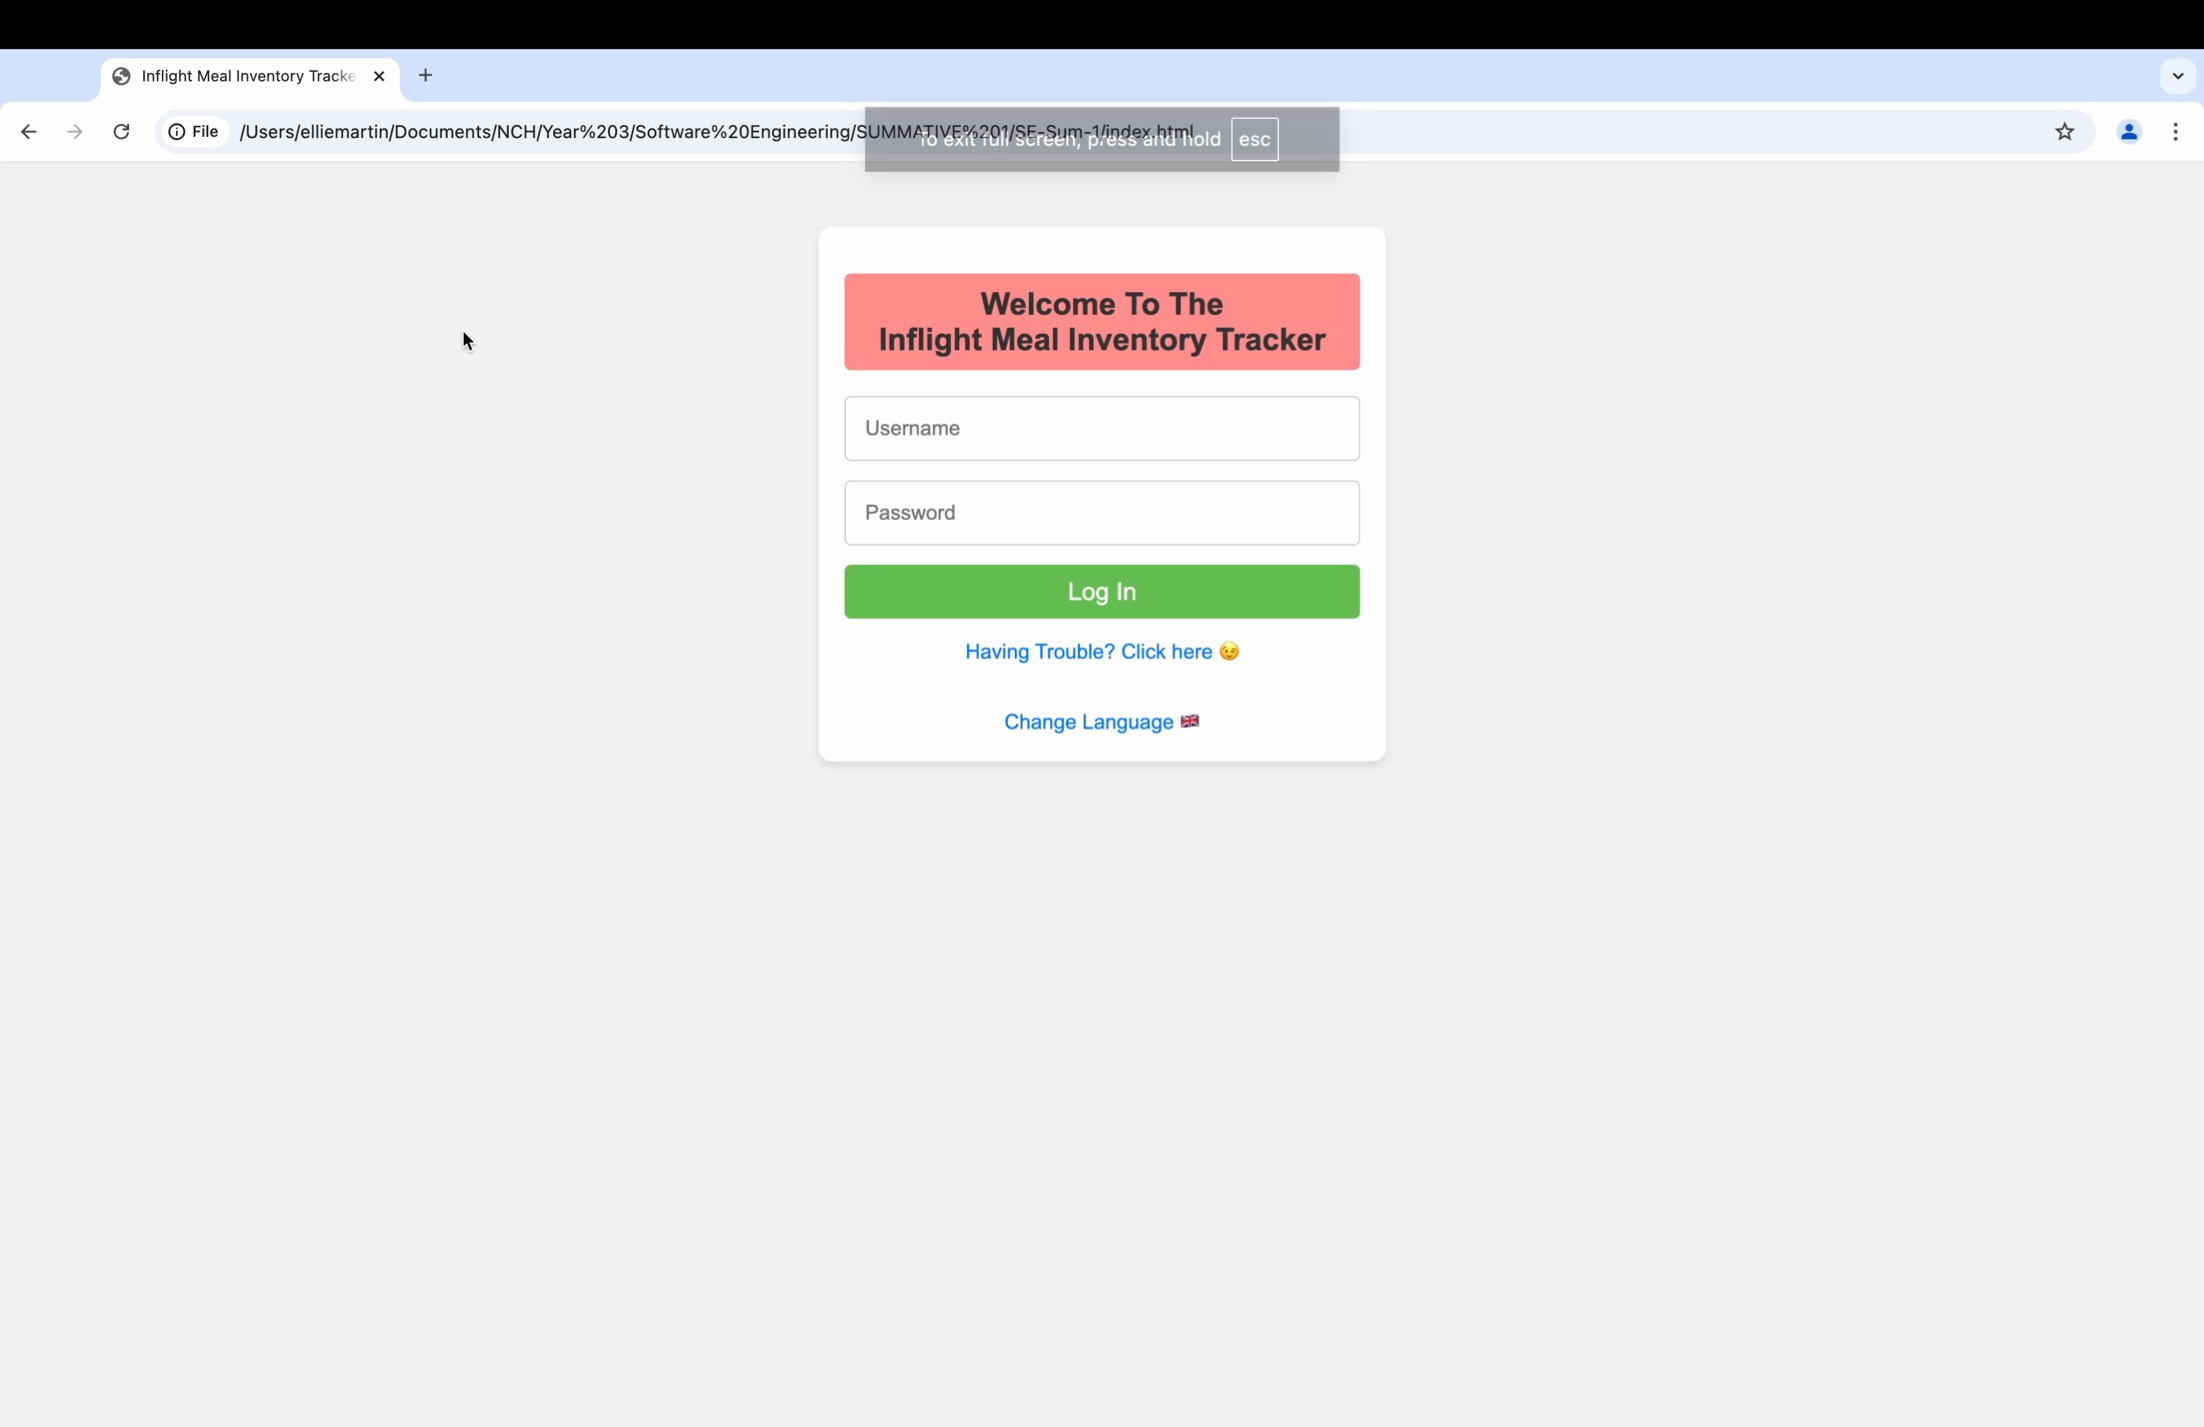 Inflight Meal Inventory Tracke
File
/Users/elliemartin/Documents/NCH/Year%203/Software%20Engineering/SUMMATIVE%201/SE-Sum-1/index.html
To exit full screen, press and hold esc
Welcome To The
Inflight Meal Inventory Tracker
Username
Password
Log In
Having Trouble? Click here 😉
Change Language 🇬🇧